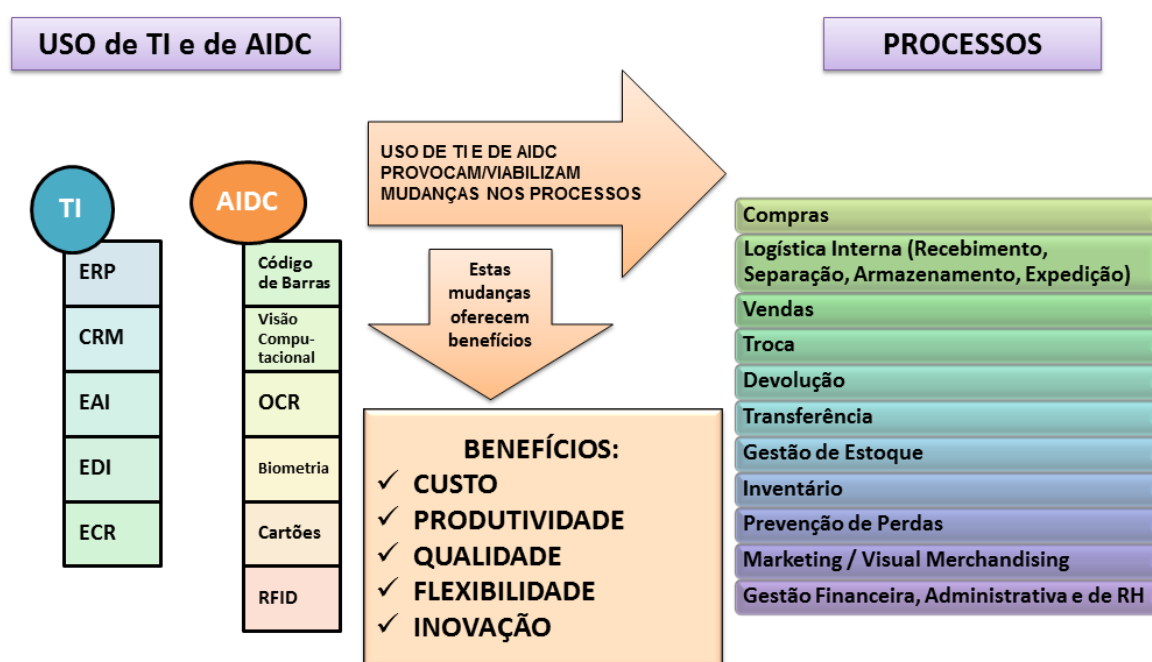 USO de TI e de AIDC
PROCESSOS
USO DE TI E DE AIDC
PROVOCAM/VIABILIZAM
MUDANÇAS NOS PROCESSOS
TI
ERP
CRM
EAI
EDI
ECR
AIDC
Código
de Barras
Visão
Compu-
tacional
OCR
Biometria
Cartões
RFID
Estas
mudanças
oferecem
benefícios
BENEFÍCIOS:
✓ CUSTO
✓ PRODUTIVIDADE
✓ QUALIDADE
✓ FLEXIBILIDADE
✓ INOVAÇÃO
Compras
Logística Interna (Recebimento,
Separação, Armazenamento, Expedição)
Vendas
Troca
Devolução
Transferência
Gestão de Estoque
Inventário
Prevenção de Perdas
Marketing / Visual Merchandising
Gestão Financeira, Administrativa e de RH